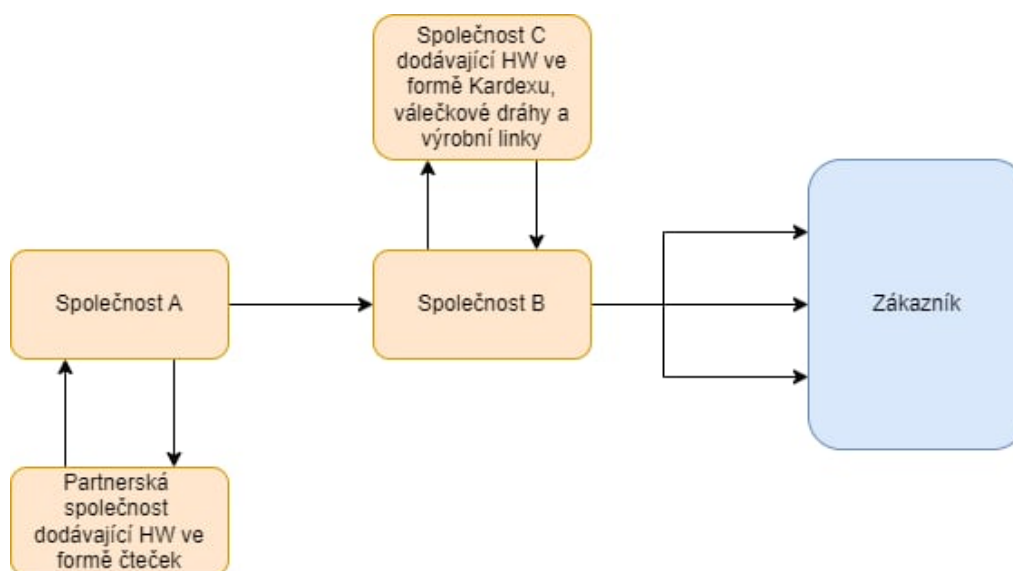 Společnost C
dodávající HW ve
formě Kardexu,
válečkové dráhy a
výrobní linky
Společnost A
Společnost B
Zákazník
Partnerská
společnost
dodávající HW ve
formě čteček